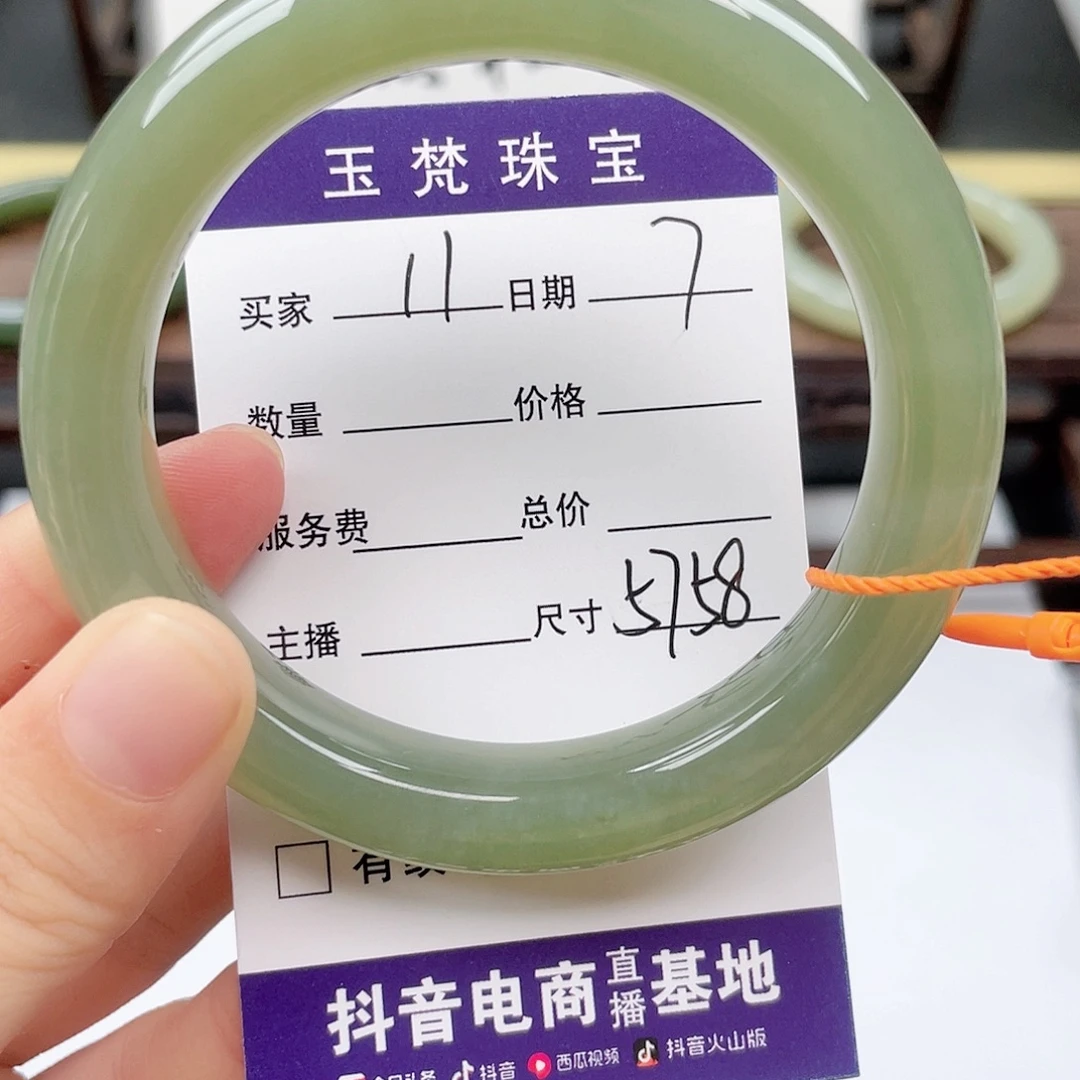 玉梵珠宝
买家 11 日期 7
数量 价格
服务费 总价
主播 尺寸 5758
抖音电商直播基地
抖音 西瓜视频 抖音火山版